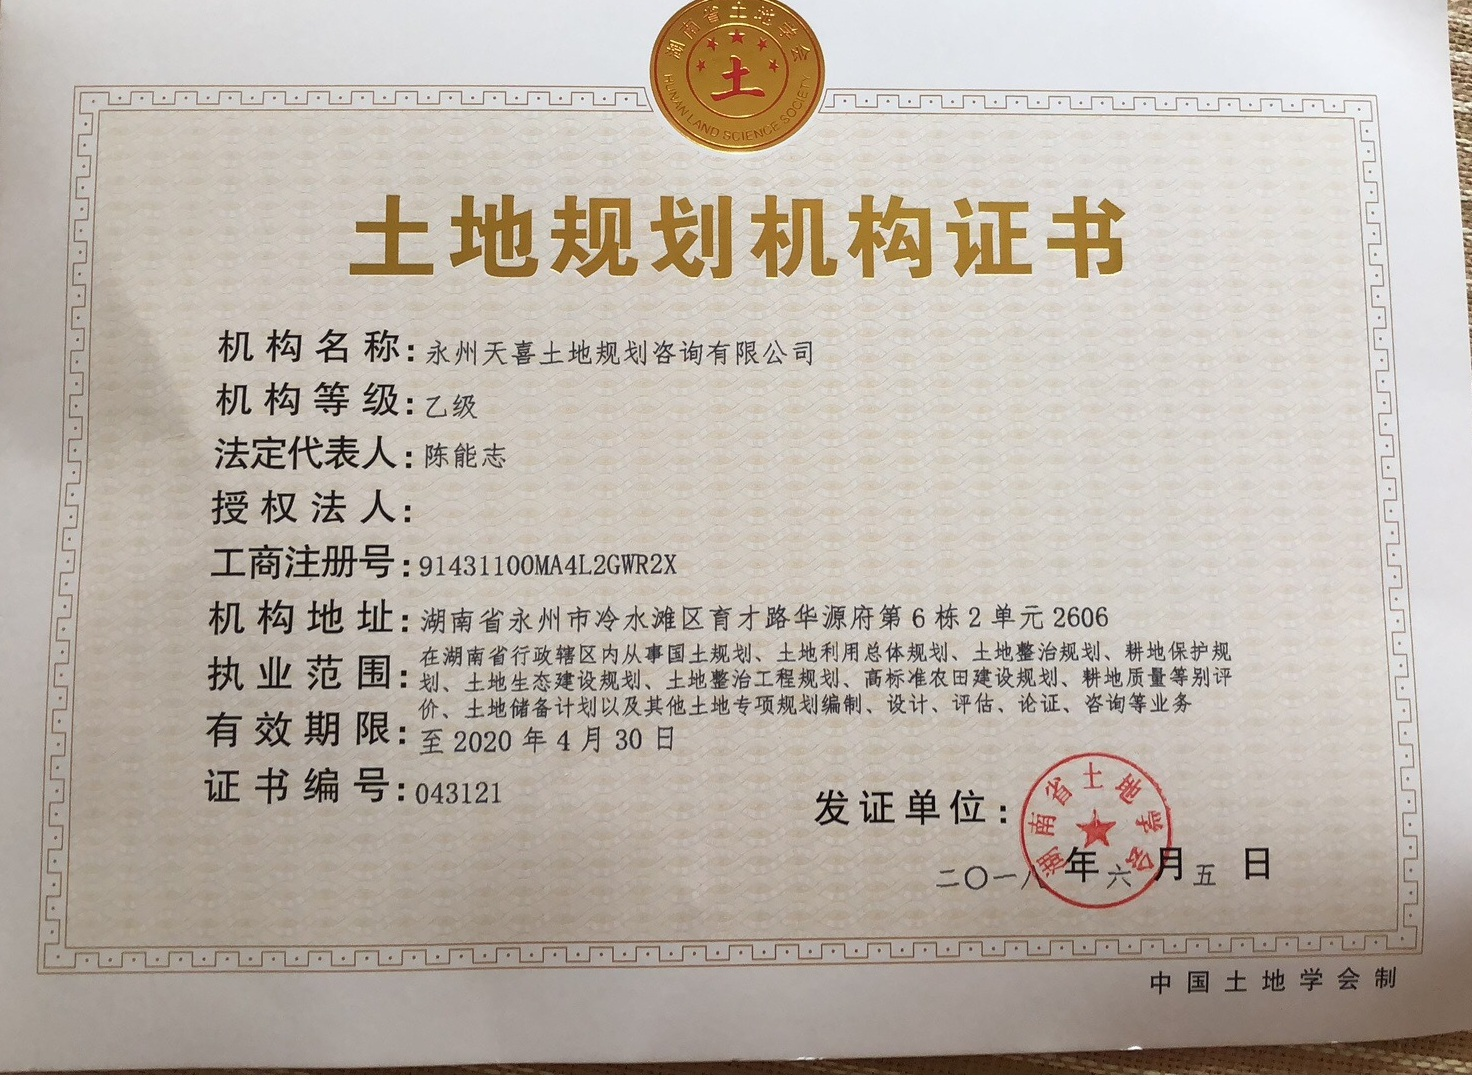 湖南省土地学会
土
HUNAN LAND SCIENCE SOCIETY
土地规划机构证书
机构名称：永州天喜土地规划咨询有限公司
机构等级：乙级
法定代表人：陈能志
授权法人：
工商注册号：91431100MA4L2GWR2X
机构地址：湖南省永州市冷水滩区育才路华源府第6栋2单元2606
执业范围：在湖南省行政辖区内从事国土规划、土地利用总体规划、土地整治规划、耕地保护规
划、土地生态建设规划、土地整治工程规划、高标准农田建设规划、耕地质量等别评
价、土地储备计划以及其他土地专项规划编制、设计、评估、论证、咨询等业务
有效期限：至2020年4月30日
证书编号：043121
发证单位：
湖南省土地学会
二〇一八年六月五日
中国土地学会制